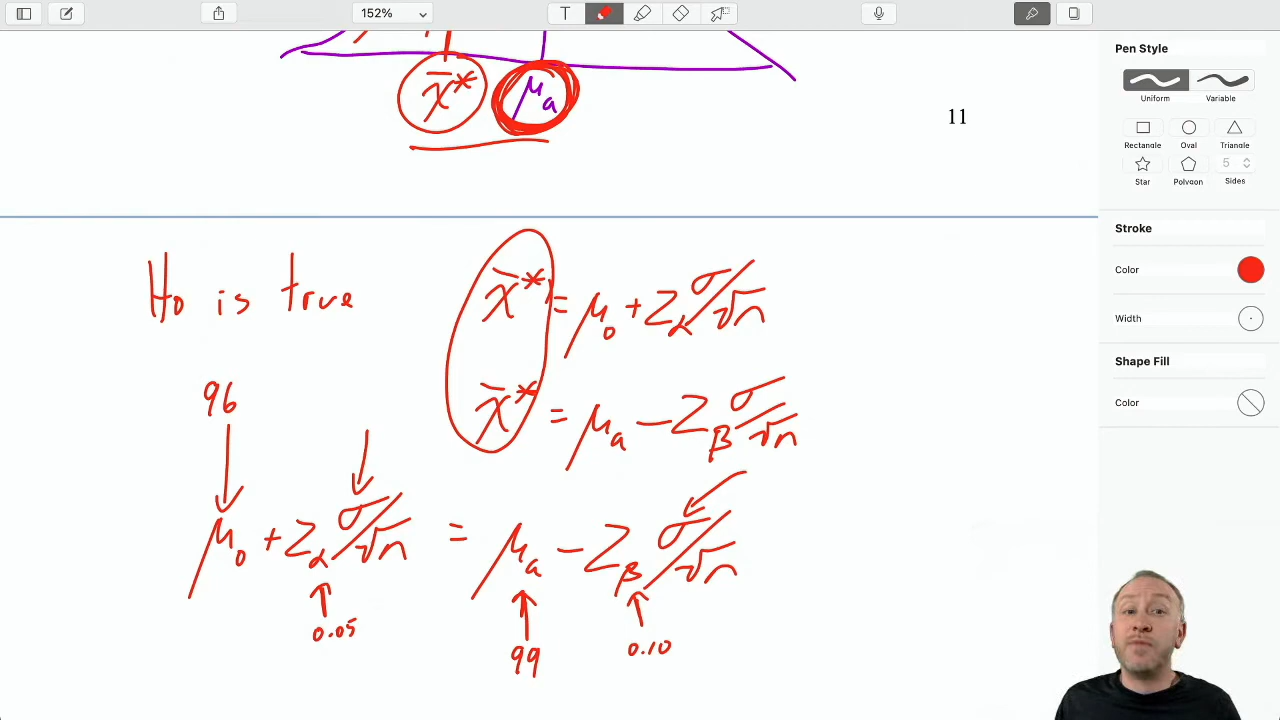 152%
T
Pen Style
Uniform
Variable
Rectangle
Oval
Triangle
Star
Polygon
5
Sides
Stroke
Color
Width
Shape Fill
Color
x̄*
μa
11
H0 is true
x̄* = μ0 + Zα σ/√n
96
x̄* = μa − Zβ σ/√n
μ0 + Zα σ/√n = μa − Zβ σ/√n
0.05
99
0.10